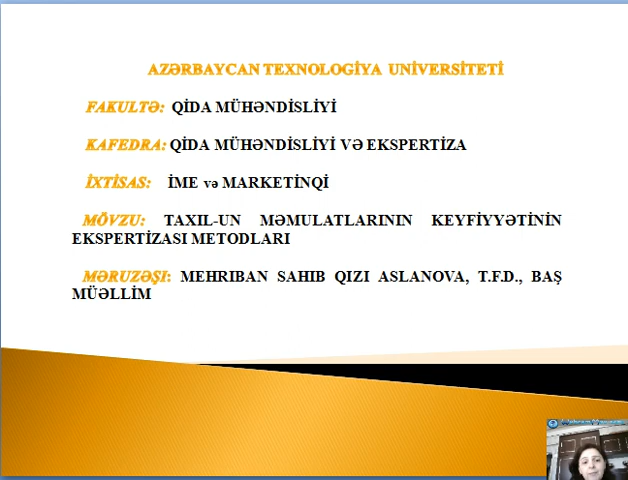 AZƏRBAYCAN TEXNOLOGİYA UNİVERSİTETİ
FAKULTƏ: QİDA MÜHƏNDİSLİYİ
KAFEDRA: QİDA MÜHƏNDİSLİYİ VƏ EKSPERTİZA
İXTİSAS: İME və MARKETİNQİ
MÖVZU: TAXIL-UN MƏMULATLARININ KEYFİYYƏTİNİN
EKSPERTİZASI METODLARI
MƏRUZƏŞI: MEHRIBAN SAHIB QIZI ASLANOVA, T.F.D., BAŞ
MÜƏLLİM